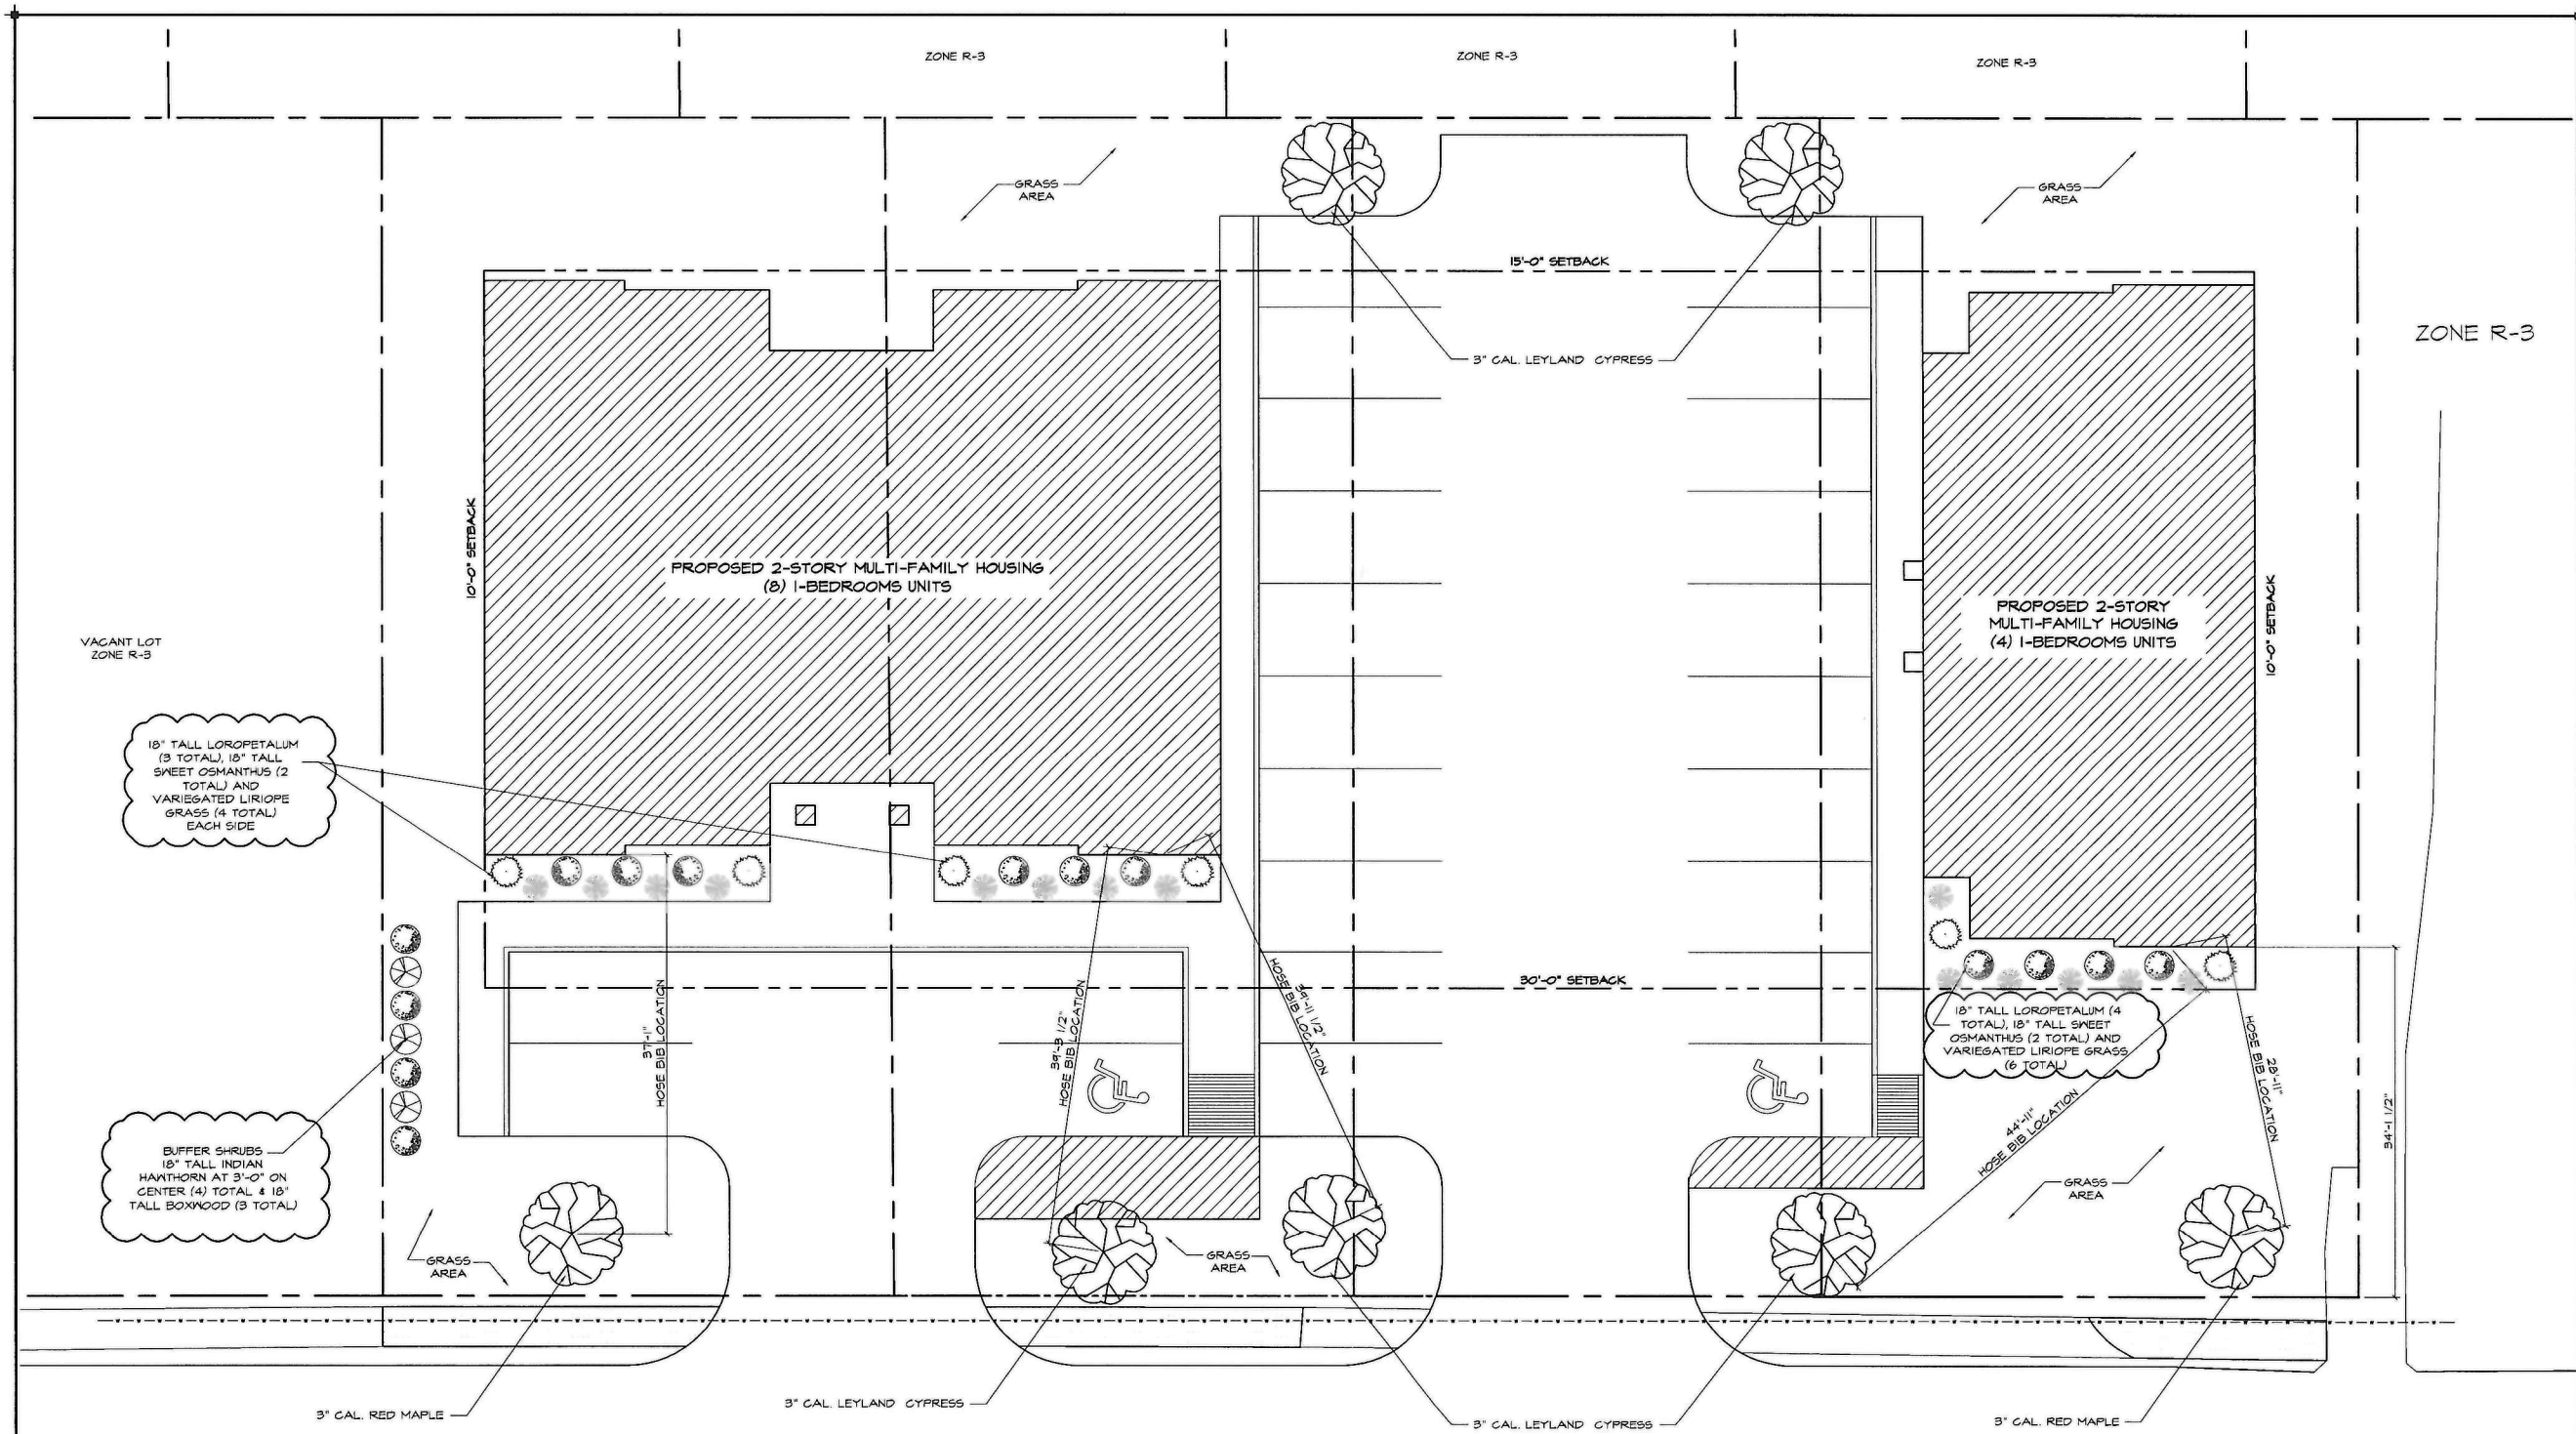 ZONE R-3
ZONE R-3
ZONE R-3
GRASS
AREA
GRASS
AREA
15'-0" SETBACK
3" CAL. LEYLAND CYPRESS
ZONE R-3
10'-0" SETBACK
PROPOSED 2-STORY MULTI-FAMILY HOUSING
(8) 1-BEDROOMS UNITS
PROPOSED 2-STORY
MULTI-FAMILY HOUSING
(4) 1-BEDROOMS UNITS
10'-0" SETBACK
VACANT LOT
ZONE R-3
18" TALL LOROPETALUM
(3 TOTAL), 18" TALL
SWEET OSMANTHUS (2
TOTAL) AND
VARIEGATED LIRIOPE
GRASS (4 TOTAL)
EACH SIDE
30'-0" SETBACK
37'-1"
HOSE BIB LOCATION
39'-3 1/2"
HOSE BIB LOCATION
39'-11 1/2"
HOSE BIB LOCATION
18" TALL LOROPETALUM (4
TOTAL), 18" TALL SWEET
OSMANTHUS (2 TOTAL) AND
VARIEGATED LIRIOPE GRASS
(6 TOTAL)
44'-11"
HOSE BIB LOCATION
28'-11"
HOSE BIB LOCATION
34'-1 1/2"
BUFFER SHRUBS
18" TALL INDIAN
HAWTHORN AT 3'-0" ON
CENTER (4) TOTAL & 18"
TALL BOXWOOD (3 TOTAL)
GRASS
AREA
GRASS
AREA
GRASS
AREA
3" CAL. RED MAPLE
3" CAL. LEYLAND CYPRESS
3" CAL. LEYLAND CYPRESS
3" CAL. RED MAPLE